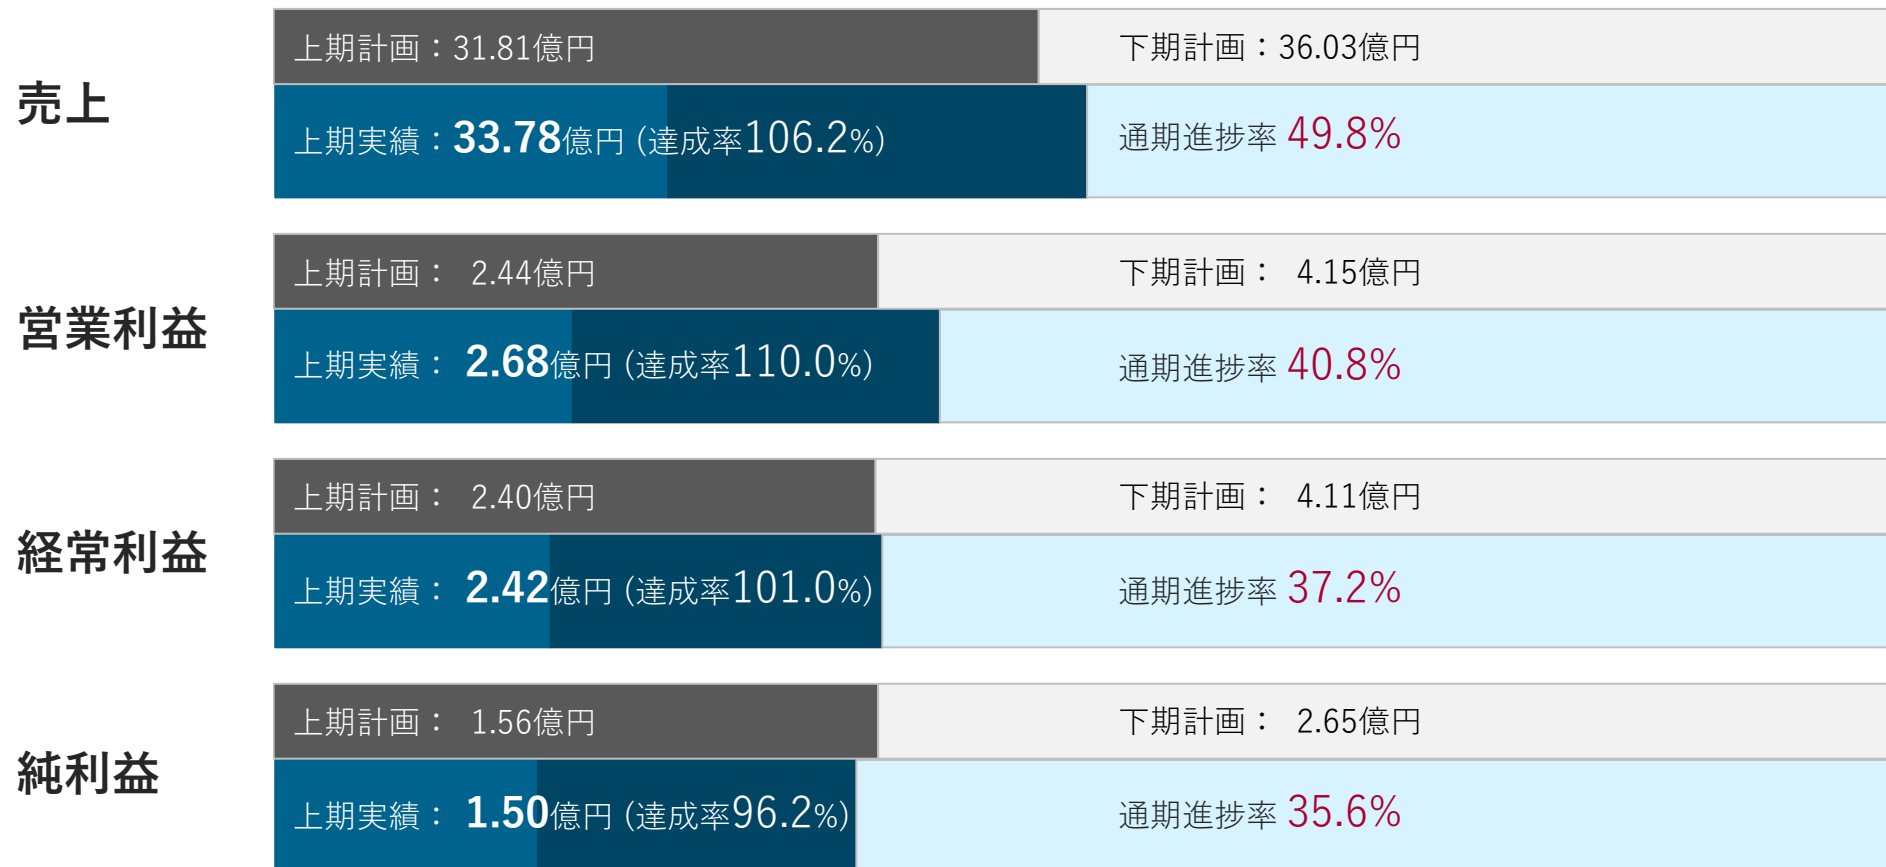 売上
上期計画：31.81億円
下期計画：36.03億円
上期実績：33.78億円 (達成率106.2%)
通期進捗率 49.8%
営業利益
上期計画： 2.44億円
下期計画： 4.15億円
上期実績： 2.68億円 (達成率110.0%)
通期進捗率 40.8%
経常利益
上期計画： 2.40億円
下期計画： 4.11億円
上期実績： 2.42億円 (達成率101.0%)
通期進捗率 37.2%
純利益
上期計画： 1.56億円
下期計画： 2.65億円
上期実績： 1.50億円 (達成率96.2%)
通期進捗率 35.6%